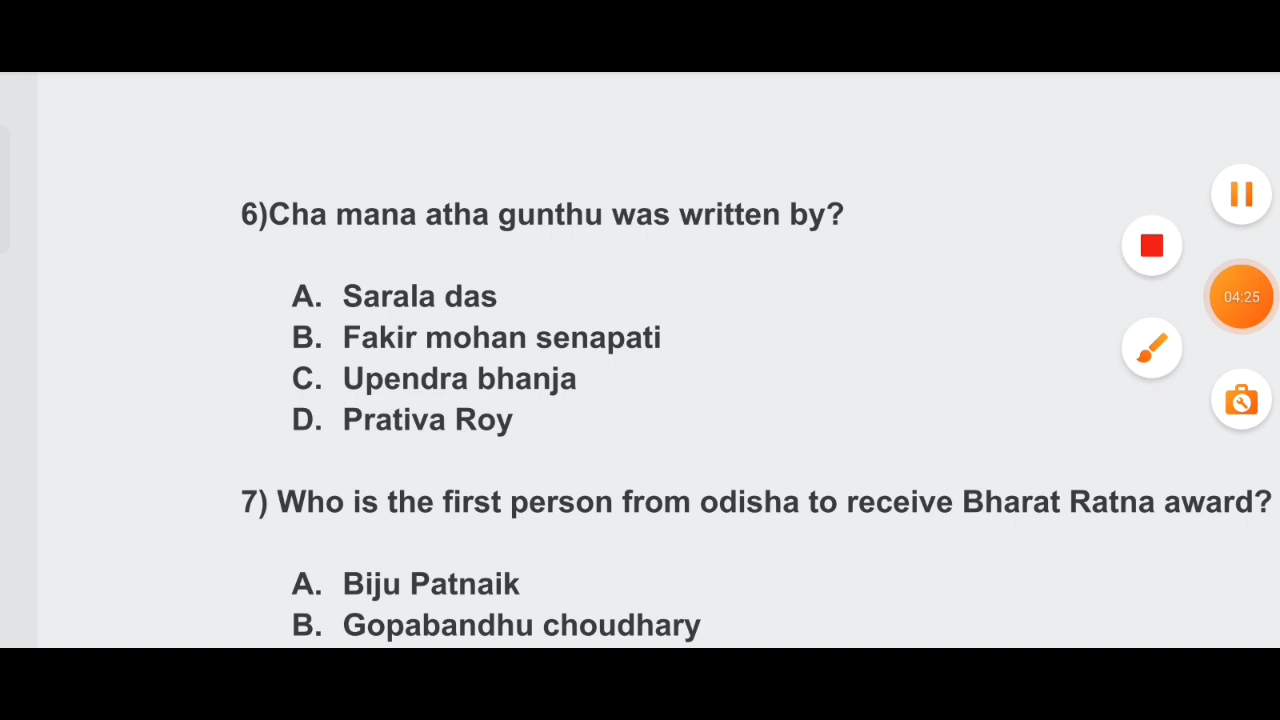 6)Cha mana atha gunthu was written by?
A. Sarala das
B. Fakir mohan senapati
C. Upendra bhanja
D. Prativa Roy
7) Who is the first person from odisha to receive Bharat Ratna award?
A. Biju Patnaik
B. Gopabandhu choudhary
04:25